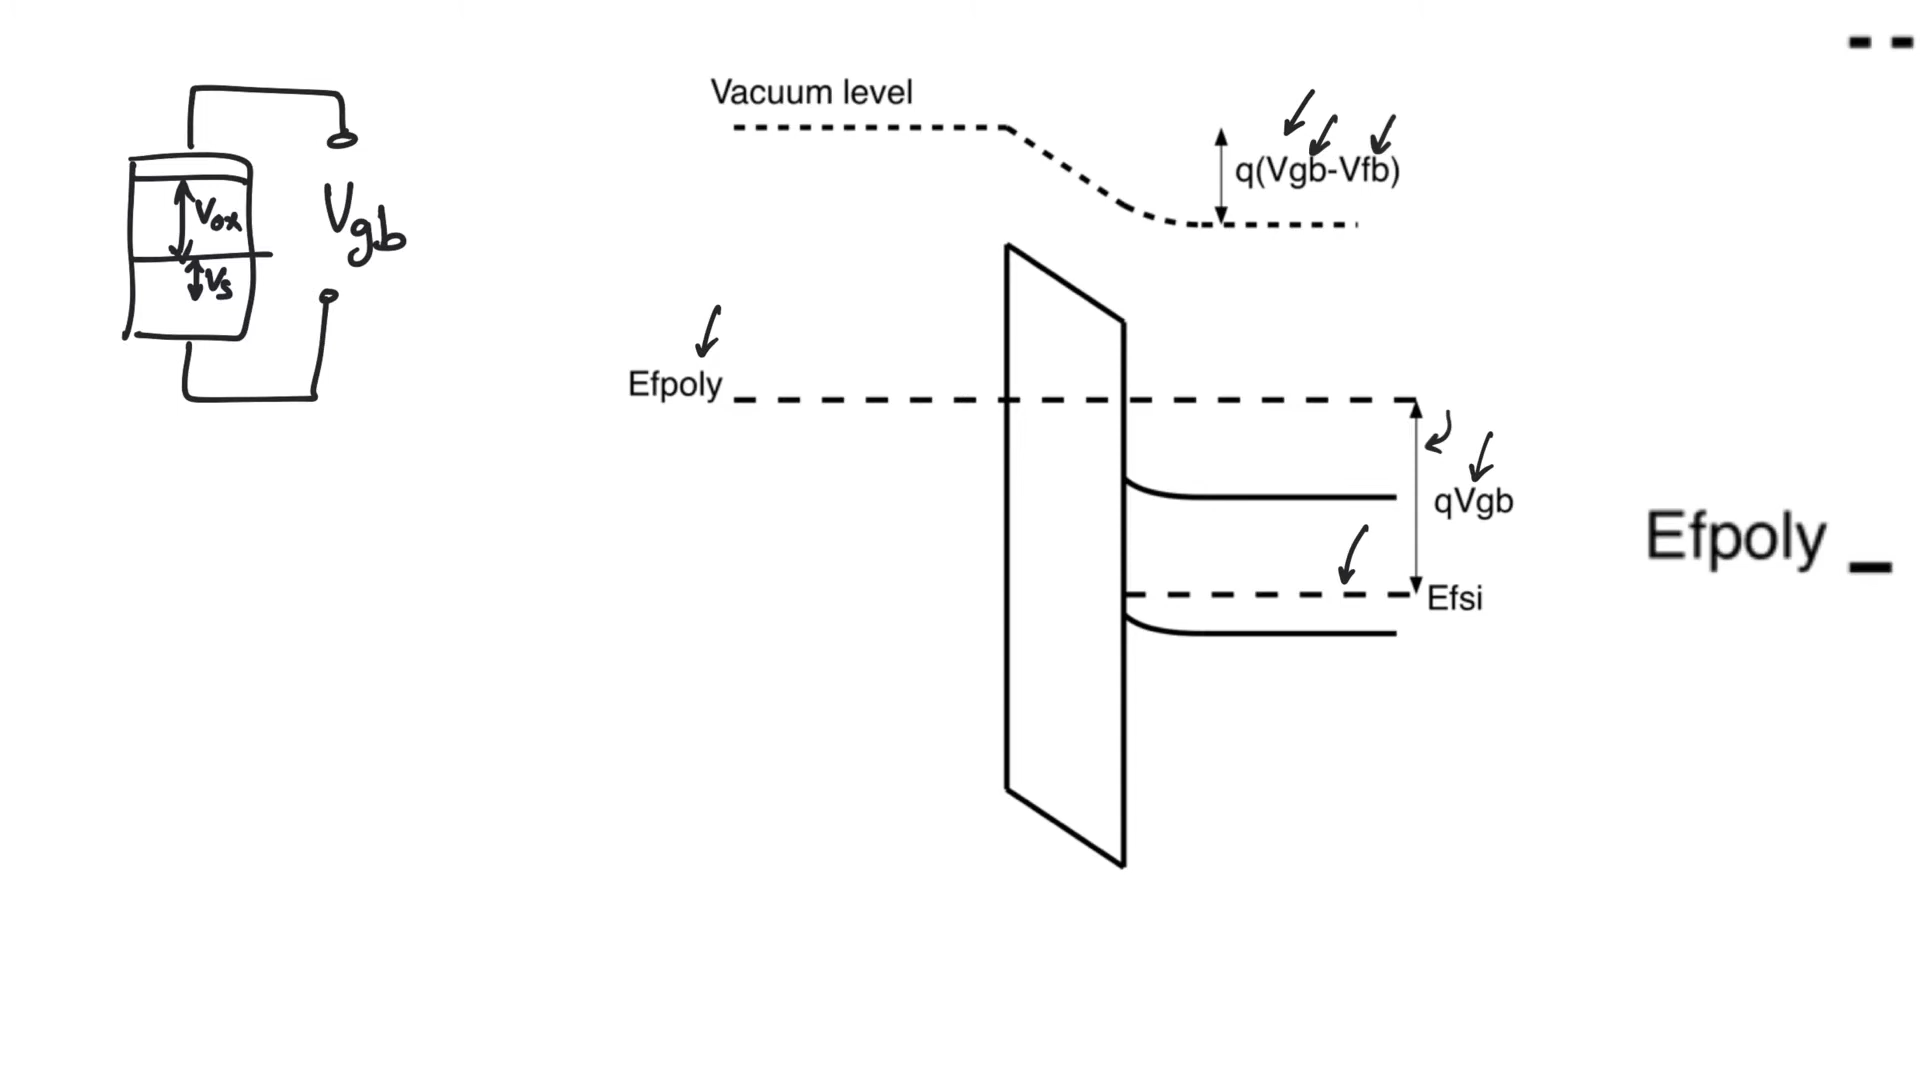 Vacuum level
q(Vgb-Vfb)
Vox
Vgb
Vs
Efpoly
qVgb
Efpoly
Efsi